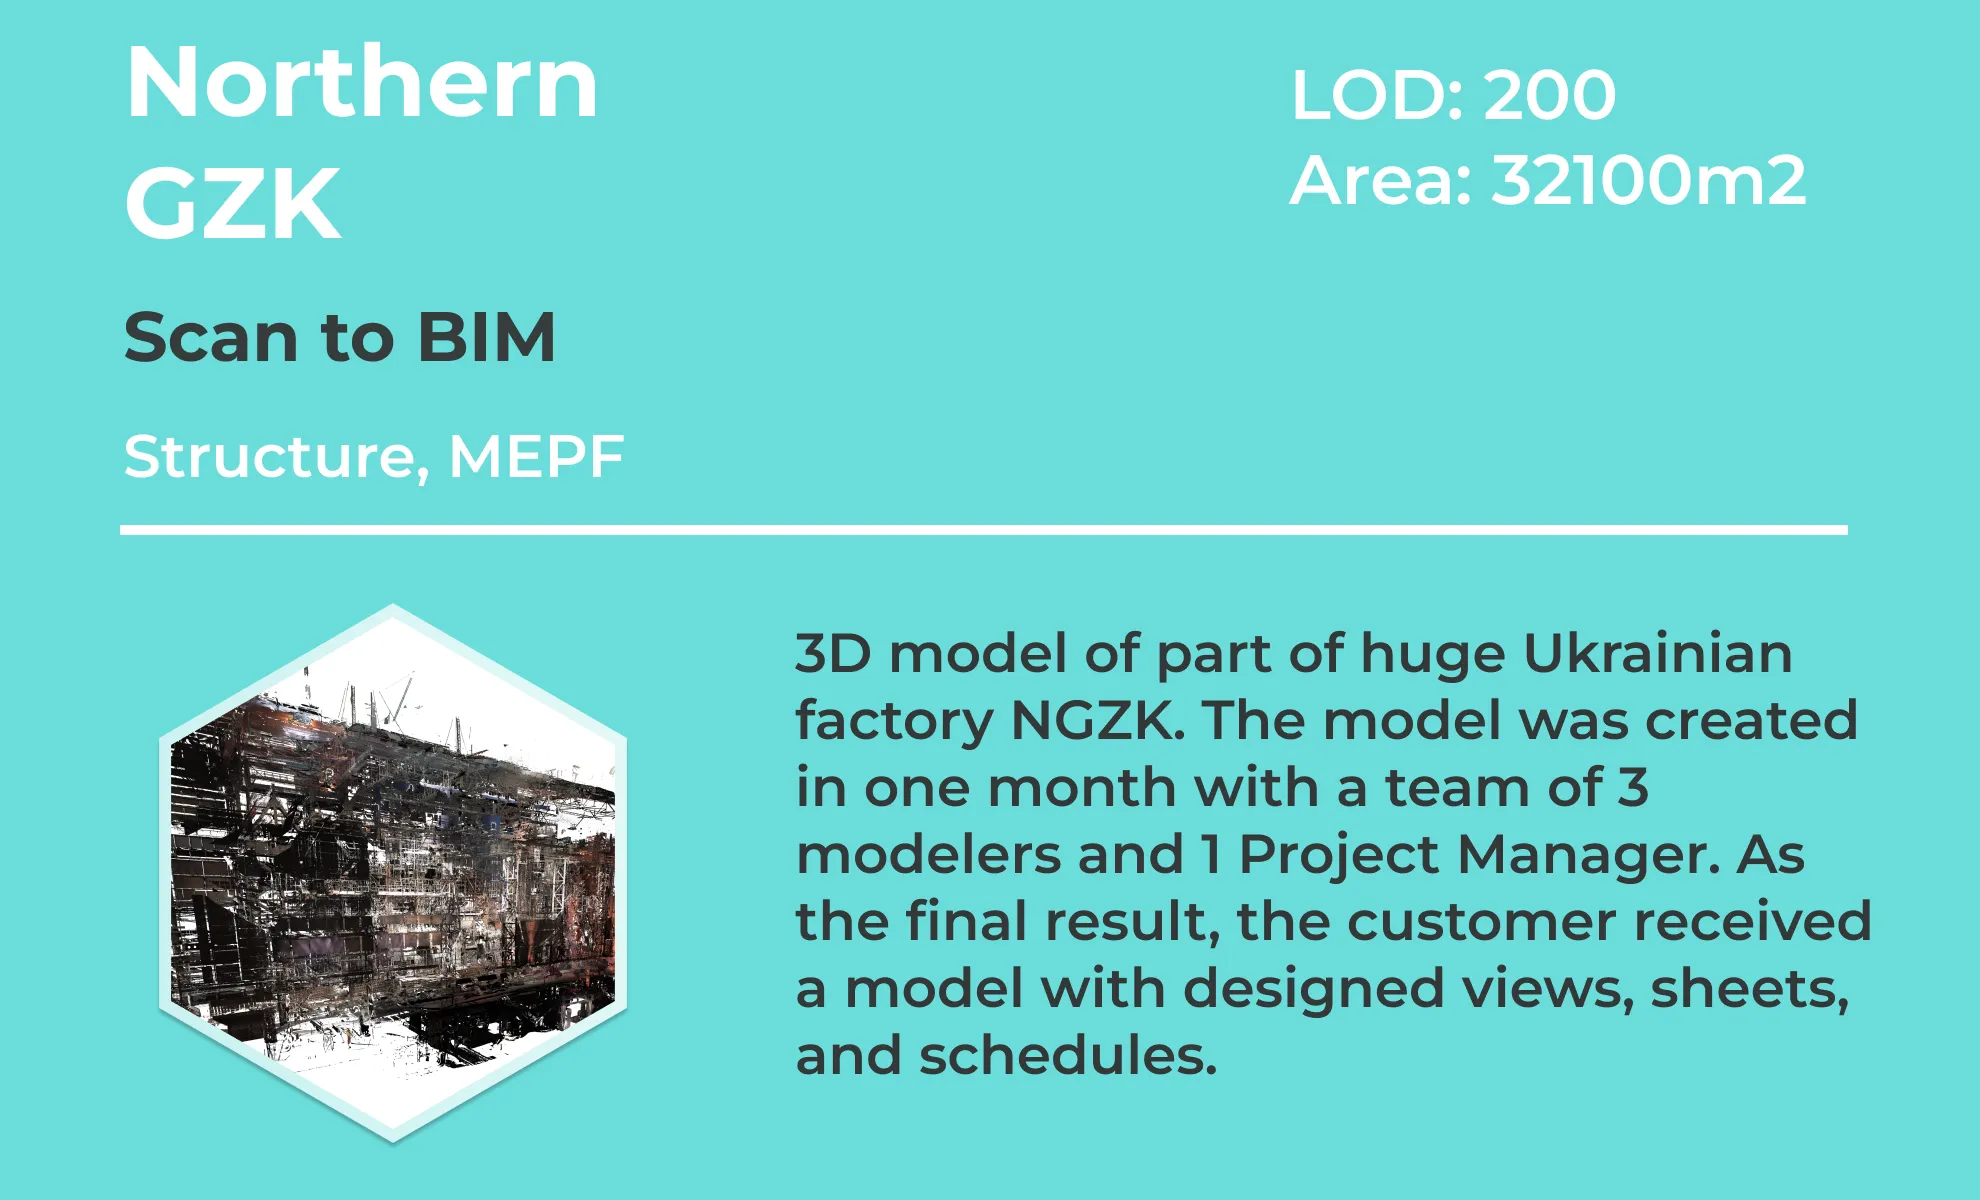 Northern
GZK
LOD: 200
Area: 32100m2
Scan to BIM
Structure, MEPF
3D model of part of huge Ukrainian
factory NGZK. The model was created
in one month with a team of 3
modelers and 1 Project Manager. As
the final result, the customer received
a model with designed views, sheets,
and schedules.